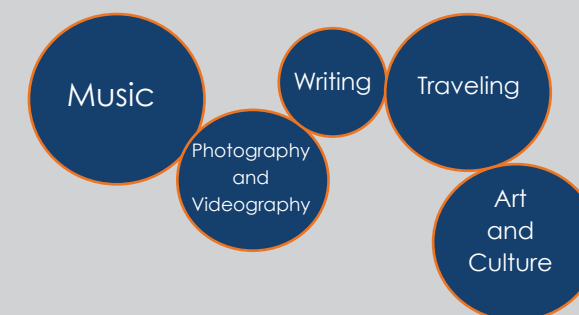 Music
Photography
and
Videography
Writing
Traveling
Art
and
Culture